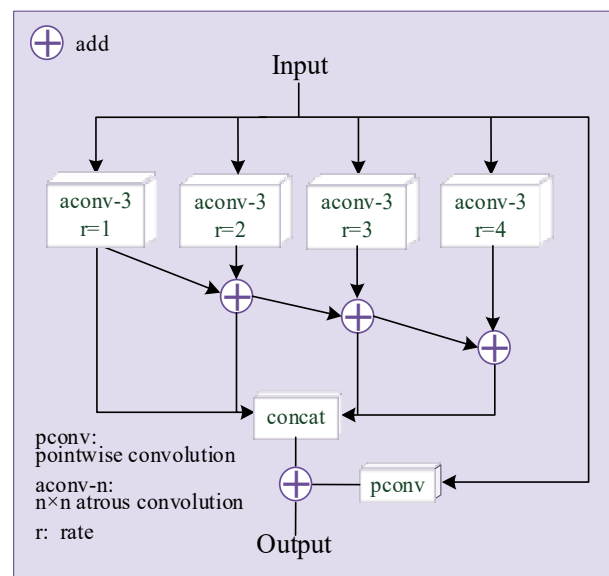 add
Input
aconv-3
r=1
aconv-3
r=2
aconv-3
r=3
aconv-3
r=4
concat
pconv:
pointwise convolution
aconv-n:
n×n atrous convolution
r: rate
pconv
Output